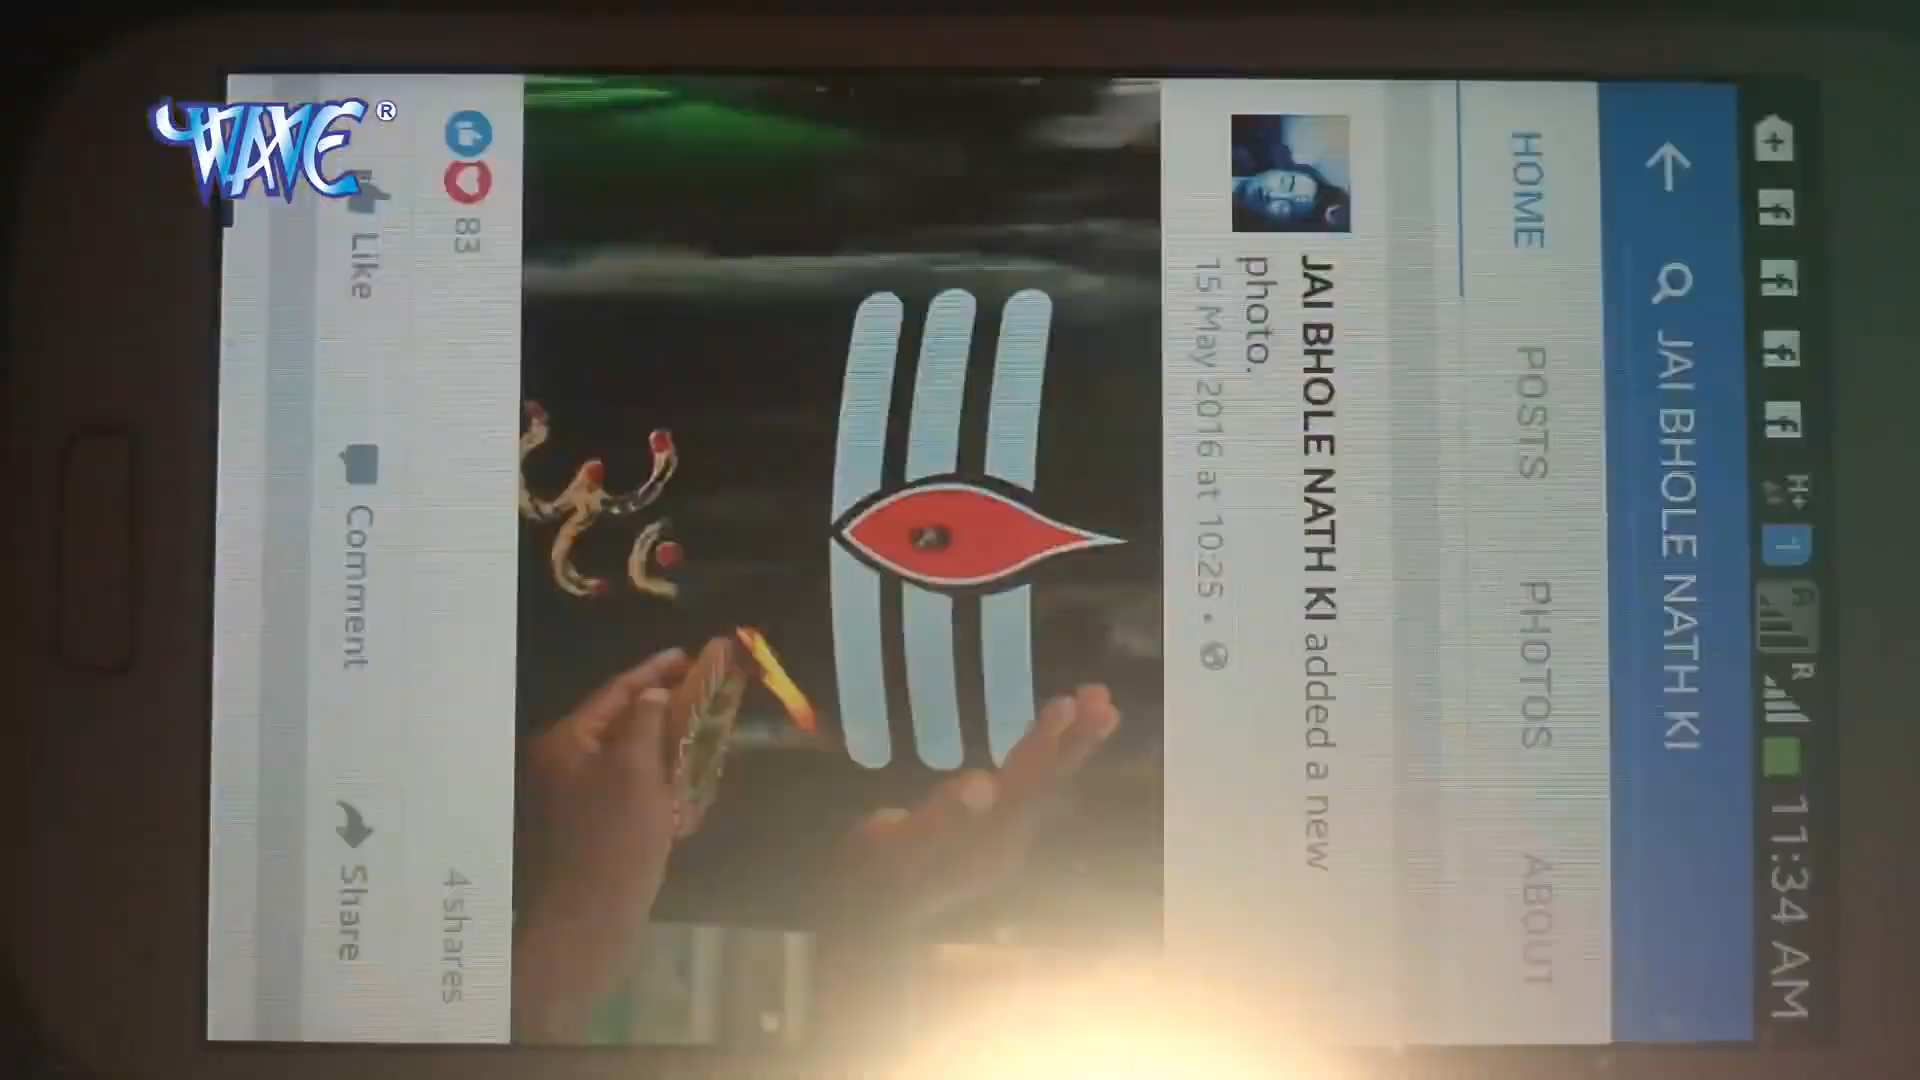 WAVE®
H+ 1 R R 11:34 AM
JAI BHOLE NATH KI
HOME POSTS PHOTOS ABOUT
JAI BHOLE NATH KI added a new
photo.
15 May 2016 at 10:25
83 4 shares
Like Comment Share